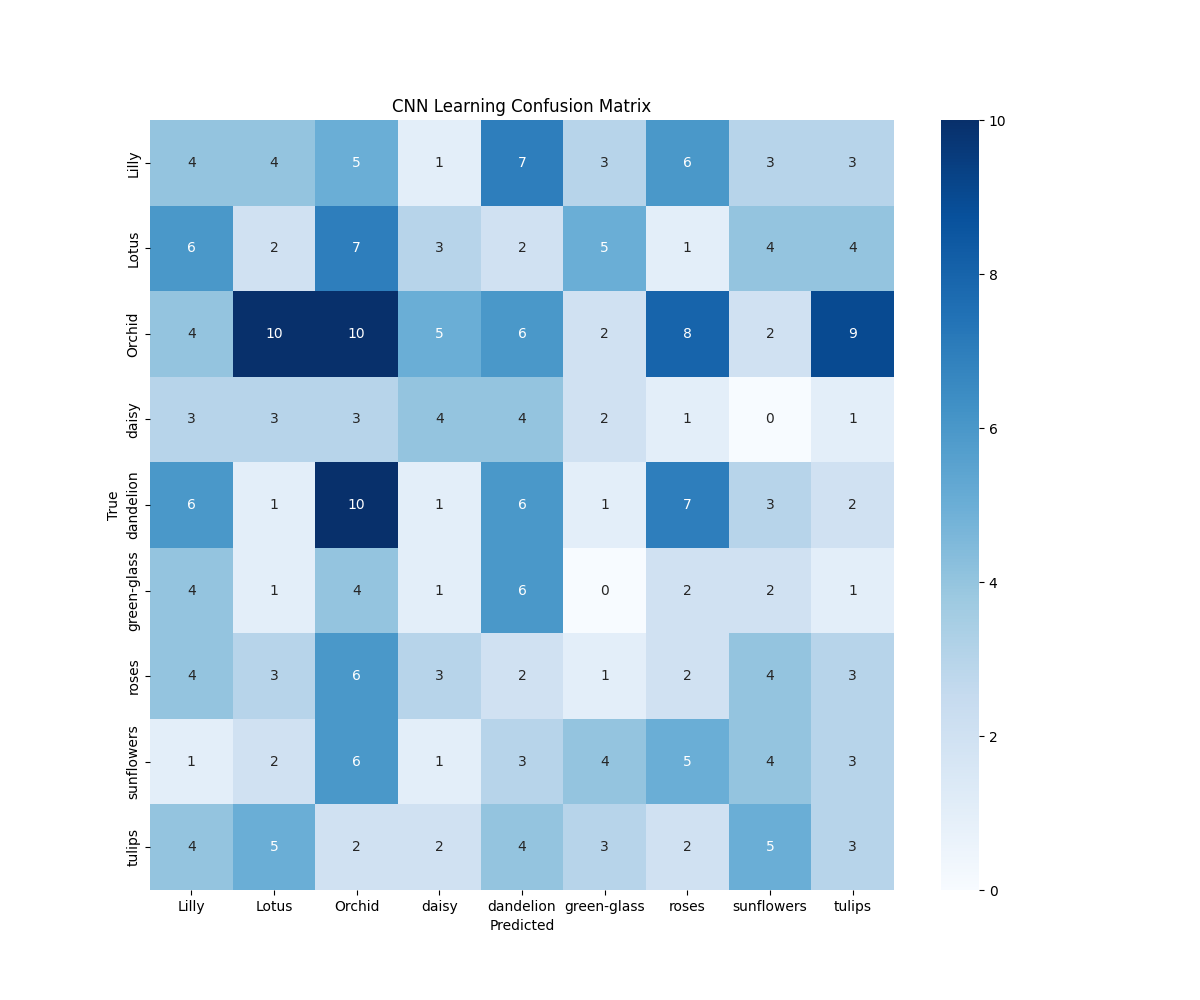 CNN Learning Confusion Matrix
Lilly 4 4 5 1 7 3 6 3 3
Lotus 6 2 7 3 2 5 1 4 4
Orchid 4 10 10 5 6 2 8 2 9
daisy 3 3 3 4 4 2 1 0 1
dandelion 6 1 10 1 6 1 7 3 2
green-glass 4 1 4 1 6 0 2 2 1
roses 4 3 6 3 2 1 2 4 3
sunflowers 1 2 6 1 3 4 5 4 3
tulips 4 5 2 2 4 3 2 5 3
True
Lilly Lotus Orchid daisy dandelion green-glass roses sunflowers tulips
Predicted
10
8
6
4
2
0